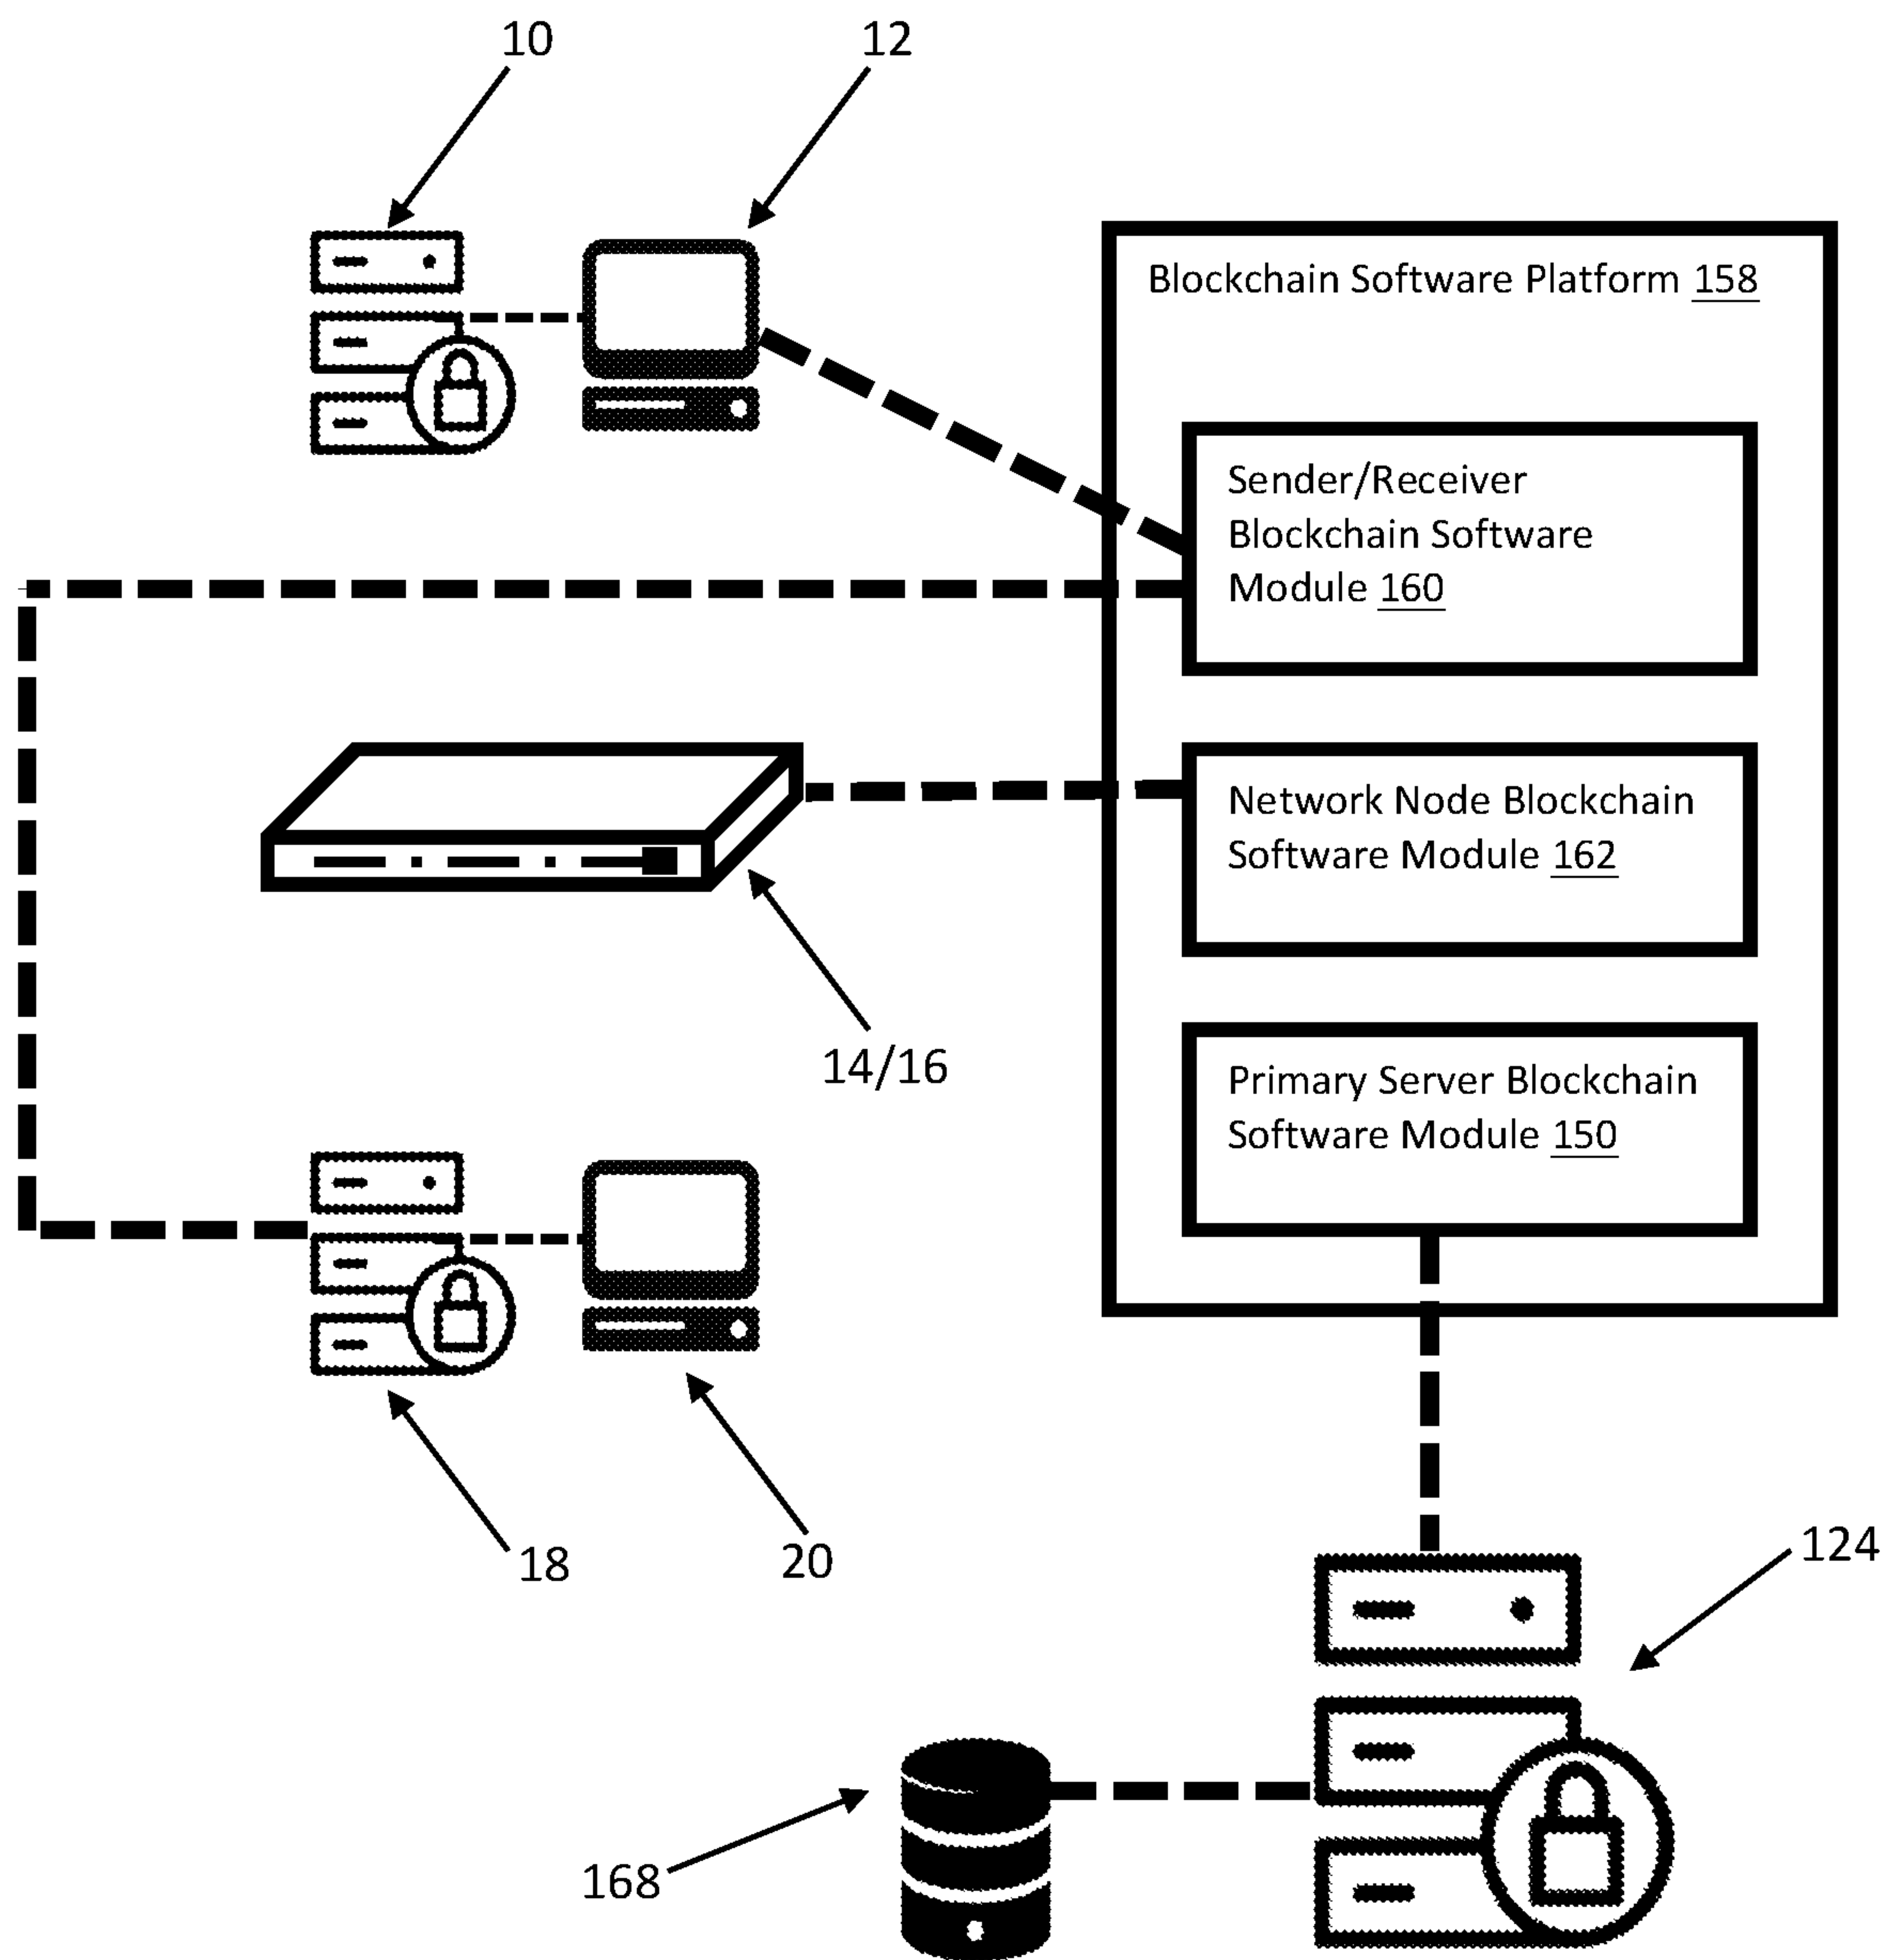 10
12
Blockchain Software Platform 158
Sender/Receiver
Blockchain Software
Module 160
Network Node Blockchain
Software Module 162
14/16
Primary Server Blockchain
Software Module 150
18
20
124
168